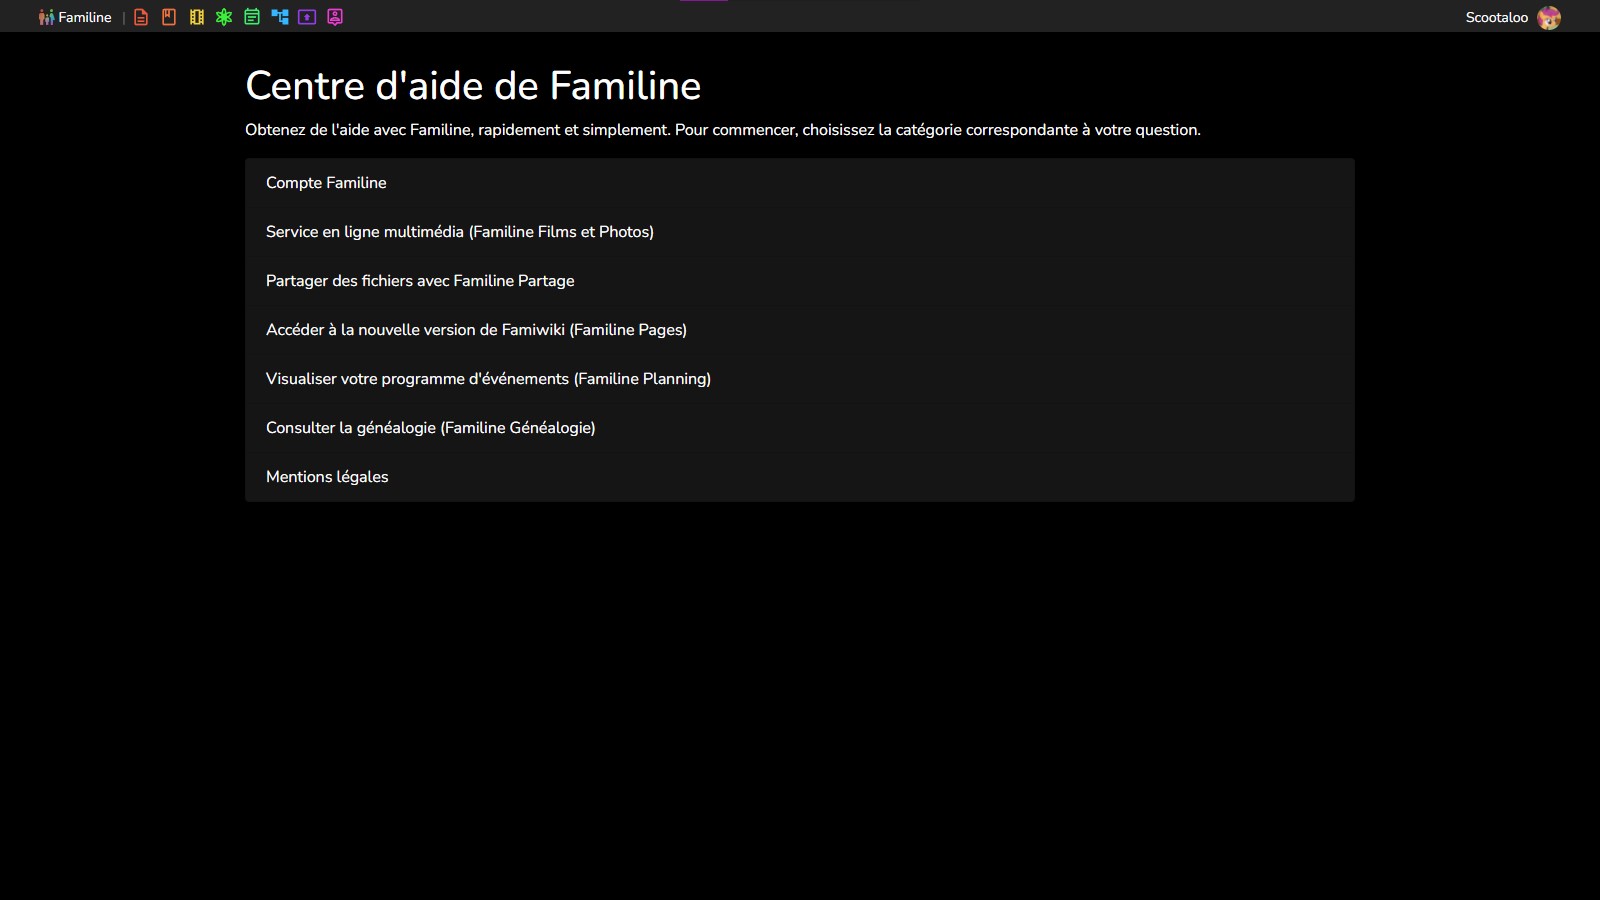 Familine | Scootaloo
Centre d'aide de Familine
Obtenez de l'aide avec Familine, rapidement et simplement. Pour commencer, choisissez la catégorie correspondante à votre question.
Compte Familine
Service en ligne multimédia (Familine Films et Photos)
Partager des fichiers avec Familine Partage
Accéder à la nouvelle version de Famiwiki (Familine Pages)
Visualiser votre programme d'événements (Familine Planning)
Consulter la généalogie (Familine Généalogie)
Mentions légales